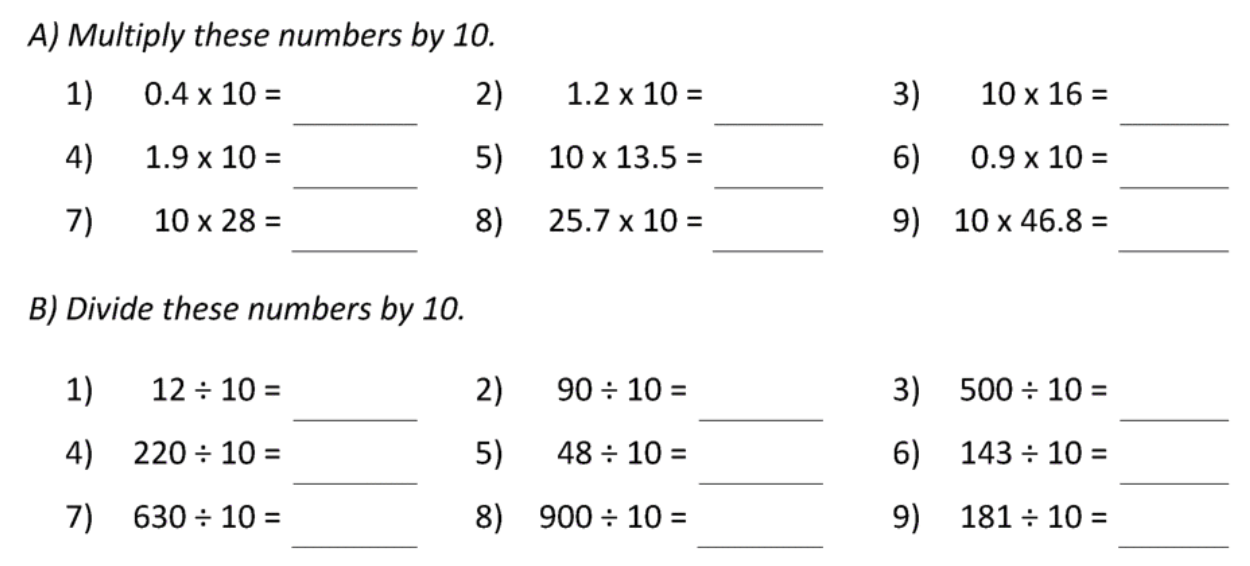 A) Multiply these numbers by 10.
1) 0.4 x 10 = 2) 1.2 x 10 = 3) 10 x 16 =
4) 1.9 x 10 = 5) 10 x 13.5 = 6) 0.9 x 10 =
7) 10 x 28 = 8) 25.7 x 10 = 9) 10 x 46.8 =
B) Divide these numbers by 10.
1) 12 ÷ 10 = 2) 90 ÷ 10 = 3) 500 ÷ 10 =
4) 220 ÷ 10 = 5) 48 ÷ 10 = 6) 143 ÷ 10 =
7) 630 ÷ 10 = 8) 900 ÷ 10 = 9) 181 ÷ 10 =